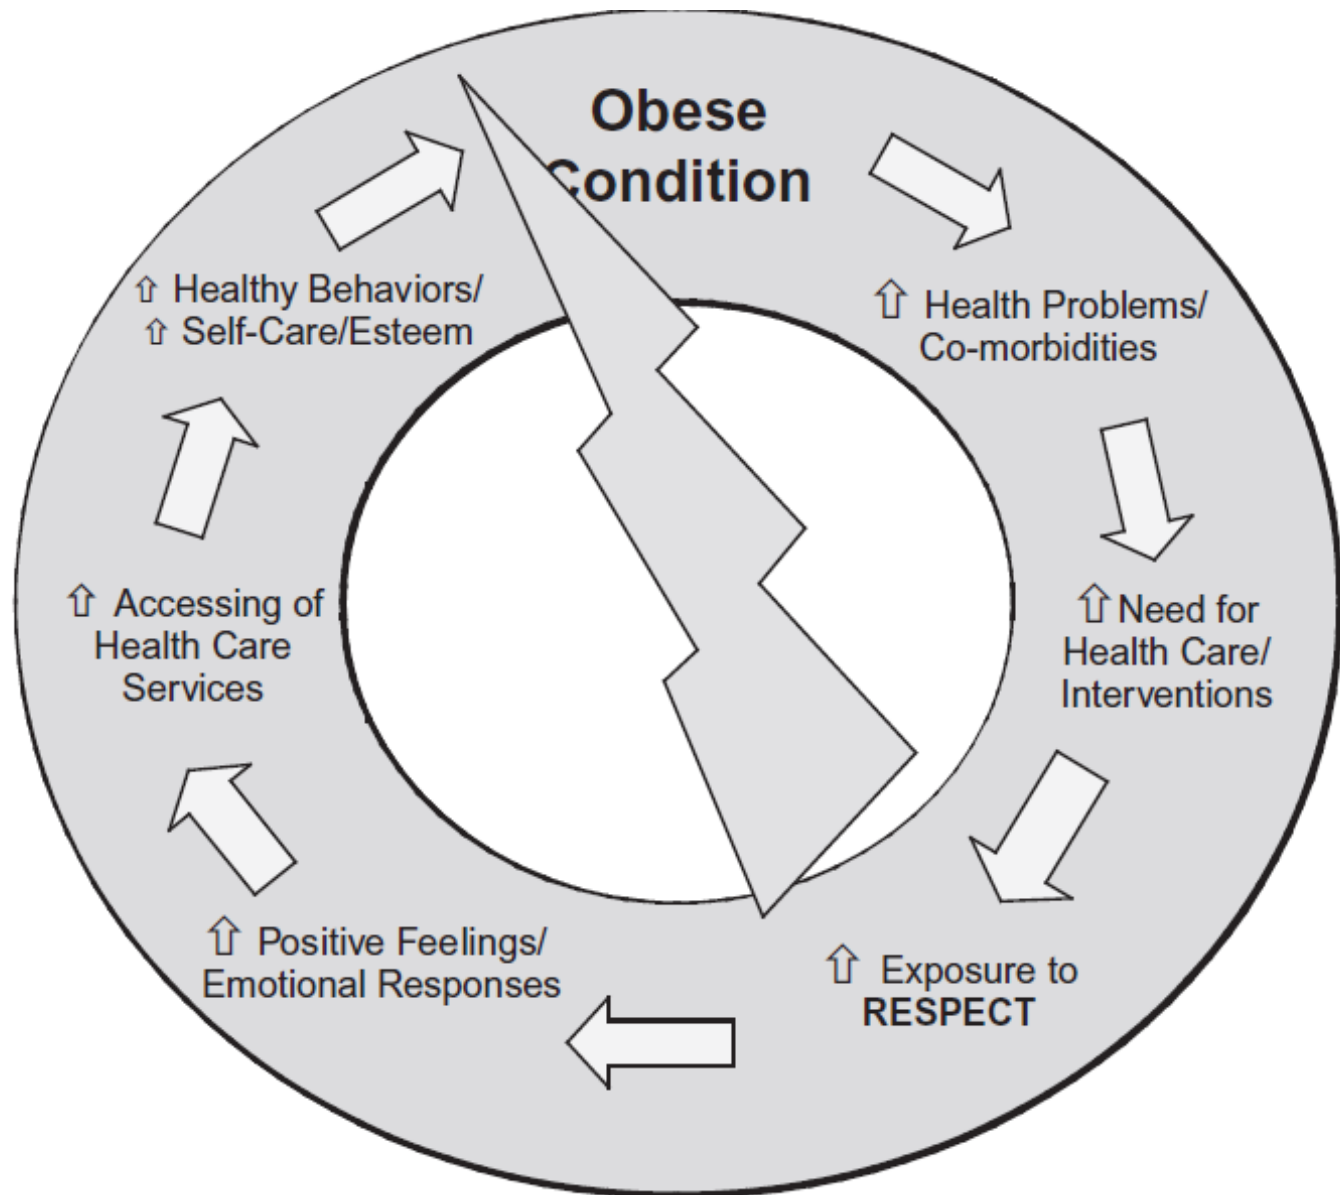 Obese
Condition
⇧ Health Problems/
Co-morbidities
⇧ Need for
Health Care/
Interventions
⇧ Exposure to
RESPECT
⇧ Positive Feelings/
Emotional Responses
⇧ Accessing of
Health Care
Services
⇧ Healthy Behaviors/
⇧ Self-Care/Esteem